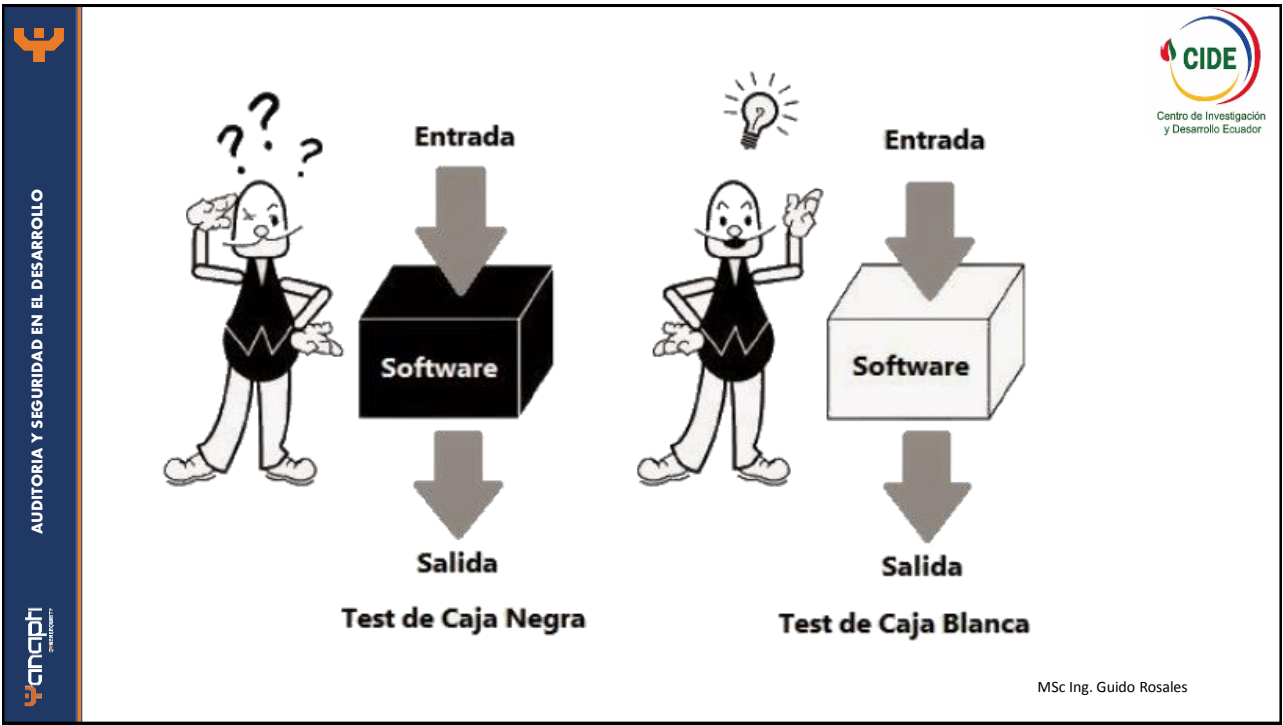 AUDITORIA Y SEGURIDAD EN EL DESARROLLO
Yanapti
CIDE
Centro de Investigación
y Desarrollo Ecuador
? ? ?
Entrada
Software
Salida
Test de Caja Negra
Entrada
Software
Salida
Test de Caja Blanca
MSc Ing. Guido Rosales